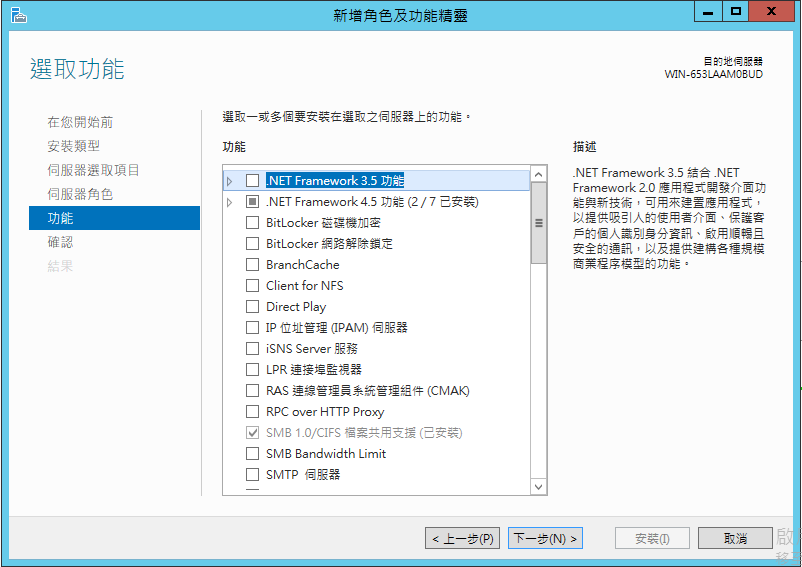 新增角色及功能精靈
選取功能
目的地伺服器
WIN-653LAAM0BUD
在您開始前
安裝類型
伺服器選取項目
伺服器角色
功能
確認
結果
選取一或多個要安裝在選取之伺服器上的功能。
功能
.NET Framework 3.5 功能
.NET Framework 4.5 功能 (2 / 7 已安裝)
BitLocker 磁碟機加密
BitLocker 網路解除鎖定
BranchCache
Client for NFS
Direct Play
IP 位址管理 (IPAM) 伺服器
iSNS Server 服務
LPR 連接埠監視器
RAS 連線管理員系統管理組件 (CMAK)
RPC over HTTP Proxy
SMB 1.0/CIFS 檔案共用支援 (已安裝)
SMB Bandwidth Limit
SMTP 伺服器
描述
.NET Framework 3.5 結合 .NET
Framework 2.0 應用程式開發介面功
能與新技術，可用來建置應用程式，
以提供吸引人的使用者介面、保護客
戶的個人識別身分資訊、啟用順暢且
安全的通訊，以及提供建構各種規模
商業程序模型的功能。
< 上一步(P)
下一步(N) >
安裝(I)
取消